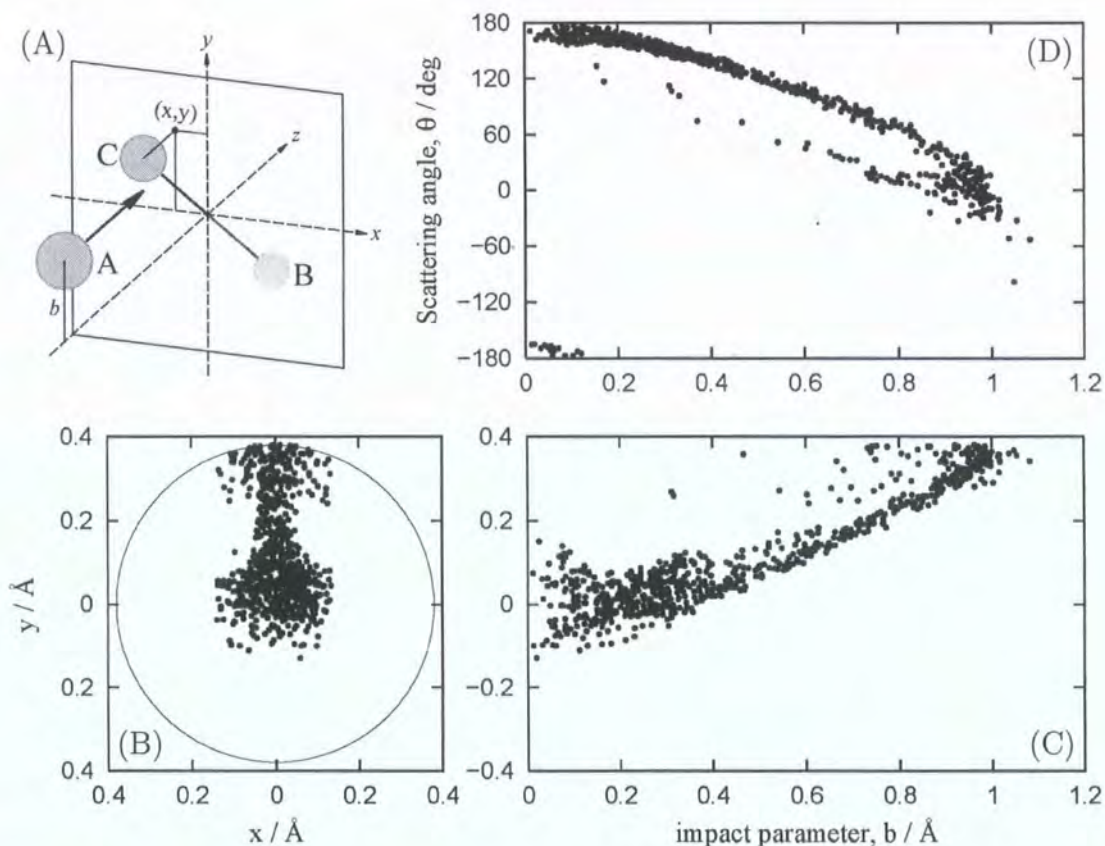 (A)
y
(x,y)
C
z
x
A
B
b
180
120
60
0
−60
−120
−180
Scattering angle, θ / deg
(D)
0 0.2 0.4 0.6 0.8 1 1.2
0.4
0.2
0
0.2
0.4
y / Å
(B)
0.4 0.2 0 0.2 0.4
x / Å
0.4
0.2
0
−0.2
−0.4
(C)
0 0.2 0.4 0.6 0.8 1 1.2
impact parameter, b / Å